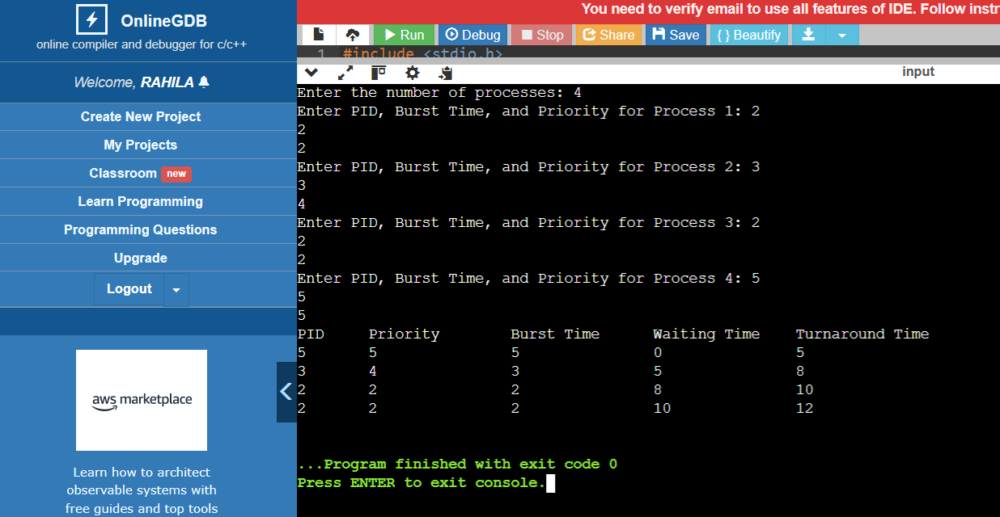 OnlineGDB
online compiler and debugger for c/c++
Welcome, RAHILA
Create New Project
My Projects
Classroom new
Learn Programming
Programming Questions
Upgrade
Logout
aws marketplace
Learn how to architect
observable systems with
free guides and top tools
You need to verify email to use all features of IDE. Follow instr
Run Debug Stop Share Save { } Beautify
1 #include <stdio.h>
input
Enter the number of processes: 4
Enter PID, Burst Time, and Priority for Process 1: 2
2
2
Enter PID, Burst Time, and Priority for Process 2: 3
3
4
Enter PID, Burst Time, and Priority for Process 3: 2
2
2
Enter PID, Burst Time, and Priority for Process 4: 5
5
5
PID Priority Burst Time Waiting Time Turnaround Time
5 5 5 0 5
3 4 3 5 8
2 2 2 8 10
2 2 2 10 12
...Program finished with exit code 0
Press ENTER to exit console.